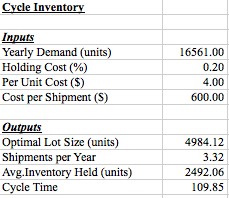 Cycle Inventory
Inputs
Yearly Demand (units) 16561.00
Holding Cost (%) 0.20
Per Unit Cost ($) 4.00
Cost per Shipment ($) 600.00
Outputs
Optimal Lot Size (units) 4984.12
Shipments per Year 3.32
Avg.Inventory Held (units) 2492.06
Cycle Time 109.85